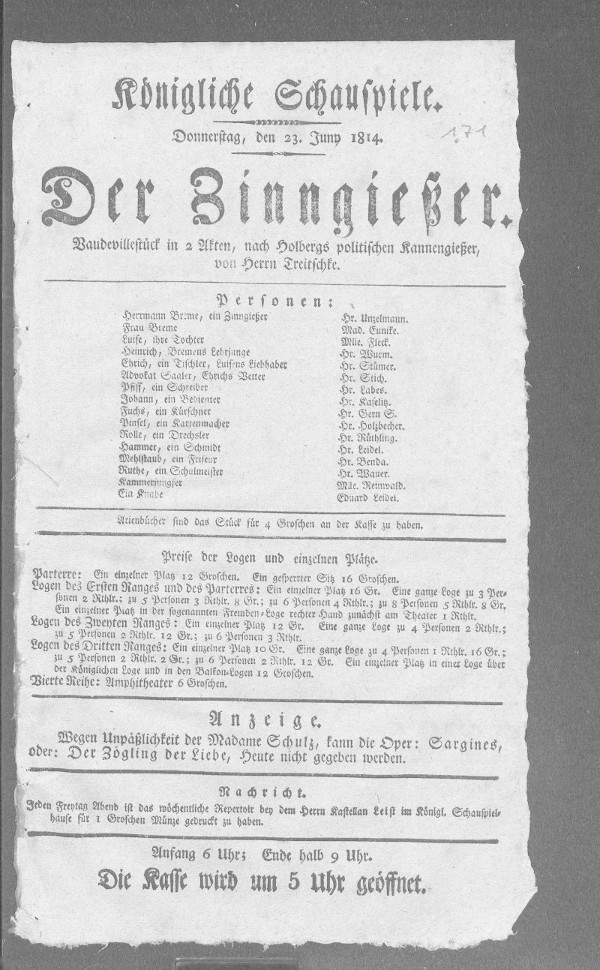 Königliche Schauspiele.
Donnerstag, den 23. Juny 1814.
171
Der Zinngießer.
Vaudevillestück in 2 Akten, nach Holbergs politischen Kannengießer,
von Herrn Treitschke.
Personen:
Herrmann Breme, ein Zinngießer Hr. Unzelmann.
Frau Breme Mad. Eunike.
Luise, ihre Tochter Mlle. Fleck.
Heinrich, Bremens Lehrjunge Hr. Wurm.
Ehrich, ein Tischler, Luisens Liebhaber Hr. Stümer.
Advokat Saaler, Ehrichs Vetter Hr. Stich.
Pfiff, ein Schreiber Hr. Labes.
Johann, ein Bedienter Hr. Kaselitz.
Fuchs, ein Kürschner Hr. Gern S.
Pinsel, ein Kartenmacher Hr. Holzbecher.
Rolle, ein Drechsler Hr. Rüthling.
Hammer, ein Schmidt Hr. Leidel.
Mehlstaub, ein Friseur Hr. Benda.
Ruthe, ein Schulmeister Hr. Wauer.
Kammerjungfer Mlle. Reinwald.
Ein Knabe Eduard Leidel.
Arienbücher sind das Stück für 4 Groschen an der Kasse zu haben.
Preise der Logen und einzelnen Plätze.
Parterre: Ein einzelner Platz 12 Groschen. Ein gesperrter Sitz 16 Groschen.
Logen des Ersten Ranges und des Parterres: Ein einzelner Platz 16 Gr. Eine ganze Loge zu 3 Per-
sonen 2 Rthlr.; zu 5 Personen 3 Rthlr. 8 Gr.; zu 6 Personen 4 Rthlr.; zu 8 Personen 5 Rthlr. 8 Gr.
Ein einzelner Platz in der sogenannten Fremden-Loge rechter Hand zunächst am Theater 1 Rthlr.
Logen des Zweyten Ranges: Ein einzelner Platz 12 Gr. Eine ganze Loge zu 4 Personen 2 Rthlr.;
zu 5 Personen 2 Rthlr. 12 Gr.; zu 6 Personen 3 Rthlr.
Logen des Dritten Ranges: Ein einzelner Platz 10 Gr. Eine ganze Loge zu 4 Personen 1 Rthlr. 16 Gr.;
zu 5 Personen 2 Rthlr. 2 Gr.; zu 6 Personen 2 Rthlr. 12 Gr. Ein einzelner Platz in einer Loge über
der Königlichen Loge und in den Balkon-Logen 12 Groschen.
Vierte Reihe: Amphitheater 6 Groschen.
Anzeige.
Wegen Unpäßlichkeit der Madame Schulz, kann die Oper: Sargines,
oder: Der Zögling der Liebe, Heute nicht gegeben werden.
Nachricht.
Jeden Freytag Abend ist das wöchentliche Repertoir bey dem Herrn Kastellan Leist im Königl. Schauspiel-
hause für 1 Groschen Münze gedruckt zu haben.
Anfang 6 Uhr; Ende halb 9 Uhr.
Die Kasse wird um 5 Uhr geöffnet.